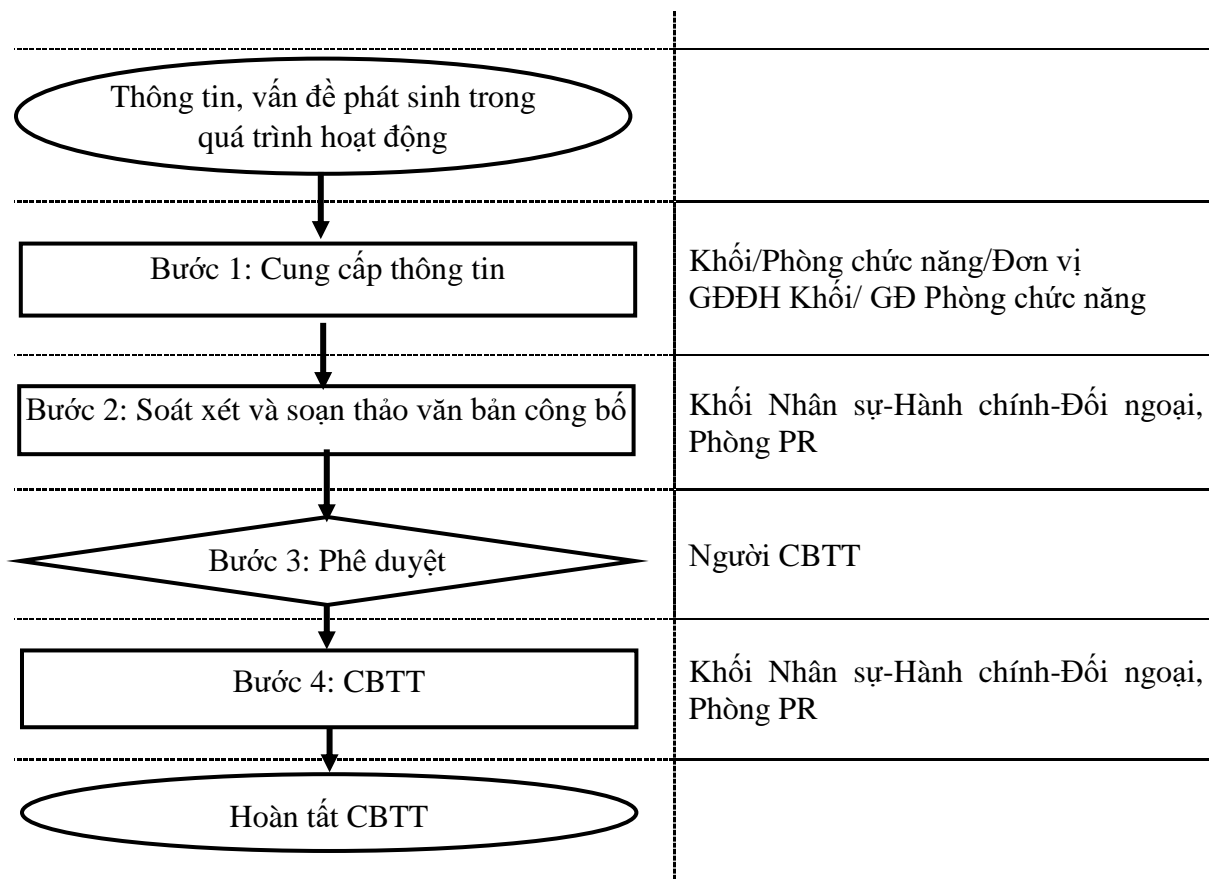 Thông tin, vấn đề phát sinh trong
quá trình hoạt động
Bước 1: Cung cấp thông tin
Khối/Phòng chức năng/Đơn vị
GĐĐH Khối/ GĐ Phòng chức năng
Bước 2: Soát xét và soạn thảo văn bản công bố
Khối Nhân sự-Hành chính-Đối ngoại,
Phòng PR
Bước 3: Phê duyệt
Người CBTT
Bước 4: CBTT
Khối Nhân sự-Hành chính-Đối ngoại,
Phòng PR
Hoàn tất CBTT